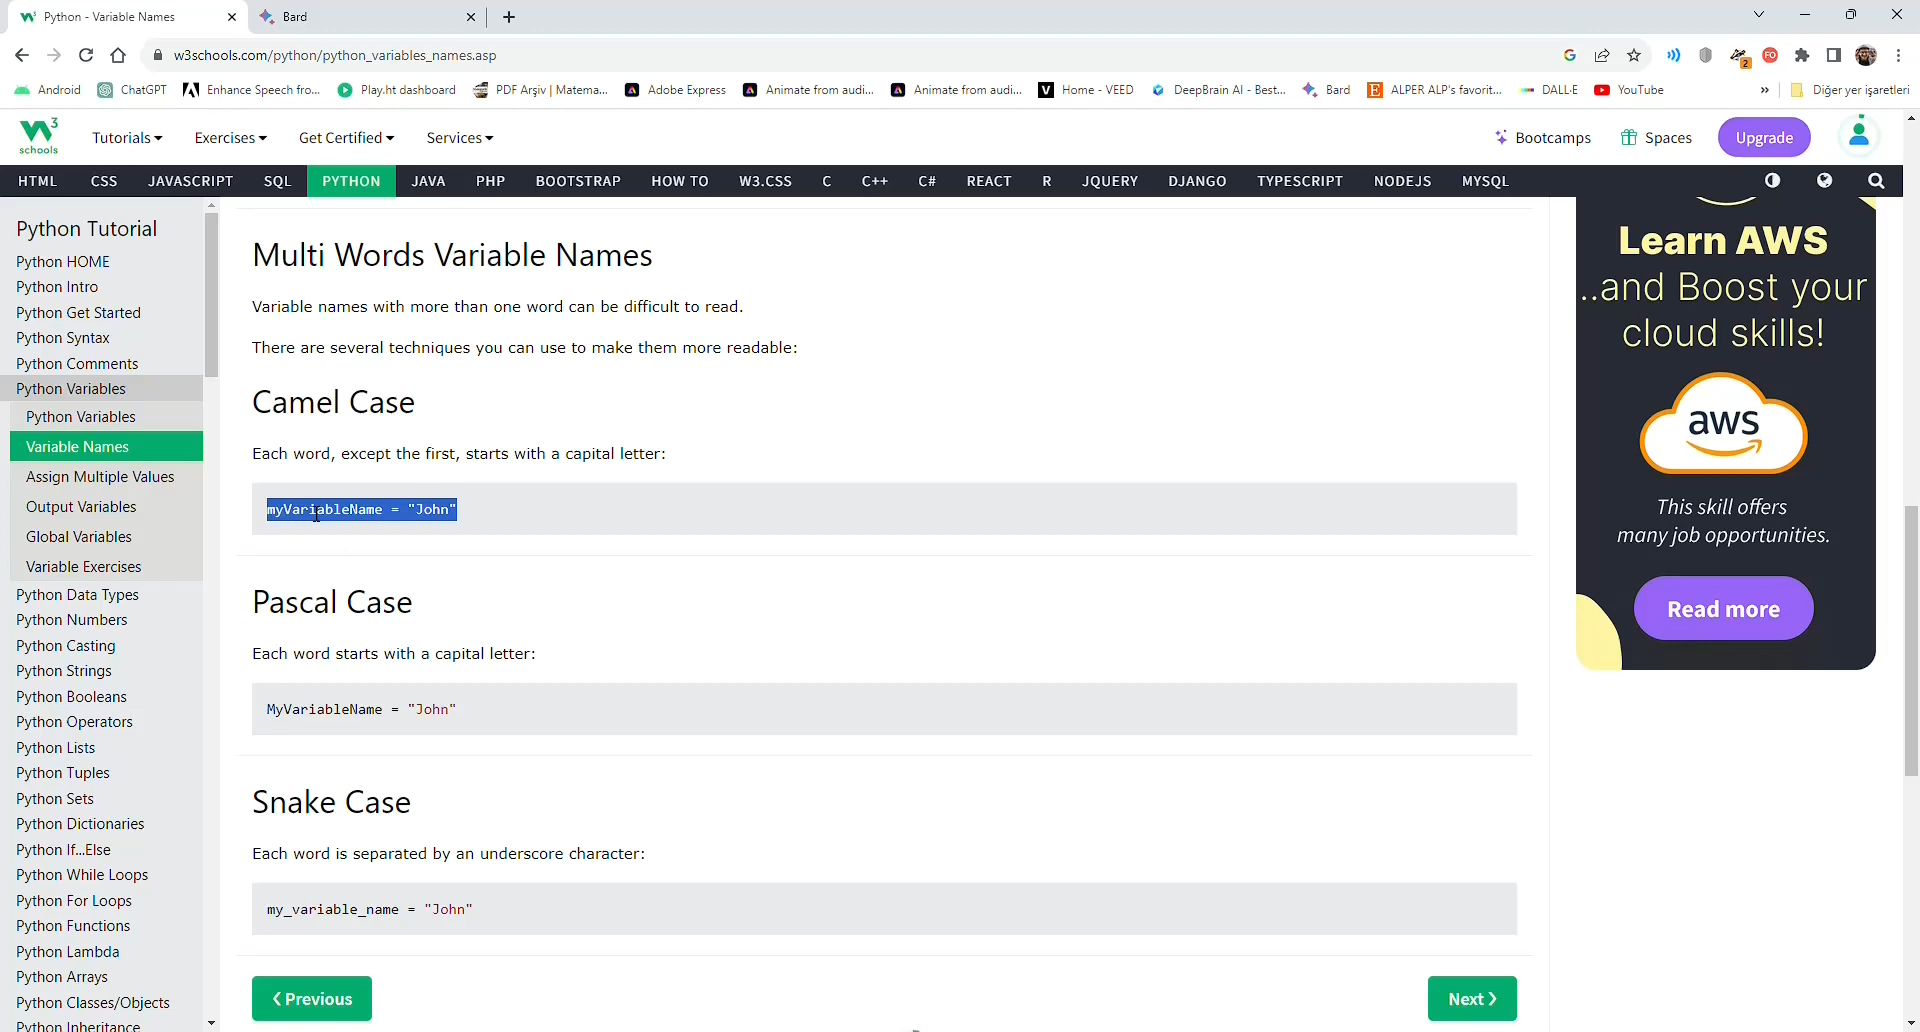 Python - Variable Names
Bard
w3schools.com/python/python_variables_names.asp
FO
2
Android
ChatGPT
Enhance Speech fro...
Play.ht dashboard
PDF Arşiv | Matema...
Adobe Express
Animate from audi...
Animate from audi...
Home - VEED
DeepBrain AI - Best...
Bard
ALPER ALP's favorit...
DALL·E
YouTube
»
Diğer yer işaretleri
W3 schools
Tutorials
Exercises
Get Certified
Services
Bootcamps
Spaces
Upgrade
HTML
CSS
JAVASCRIPT
SQL
PYTHON
JAVA
PHP
BOOTSTRAP
HOW TO
W3.CSS
C
C++
C#
REACT
R
JQUERY
DJANGO
TYPESCRIPT
NODEJS
MYSQL
Python Tutorial
Python HOME
Python Intro
Python Get Started
Python Syntax
Python Comments
Python Variables
Python Variables
Variable Names
Assign Multiple Values
Output Variables
Global Variables
Variable Exercises
Python Data Types
Python Numbers
Python Casting
Python Strings
Python Booleans
Python Operators
Python Lists
Python Tuples
Python Sets
Python Dictionaries
Python If...Else
Python While Loops
Python For Loops
Python Functions
Python Lambda
Python Arrays
Python Classes/Objects
Python Inheritance
Multi Words Variable Names
Variable names with more than one word can be difficult to read.
There are several techniques you can use to make them more readable:
Camel Case
Each word, except the first, starts with a capital letter:
myVariableName = "John"
Pascal Case
Each word starts with a capital letter:
MyVariableName = "John"
Snake Case
Each word is separated by an underscore character:
my_variable_name = "John"
❮ Previous
Next ❯
Learn AWS
..and Boost your
cloud skills!
aws
This skill offers
many job opportunities.
Read more